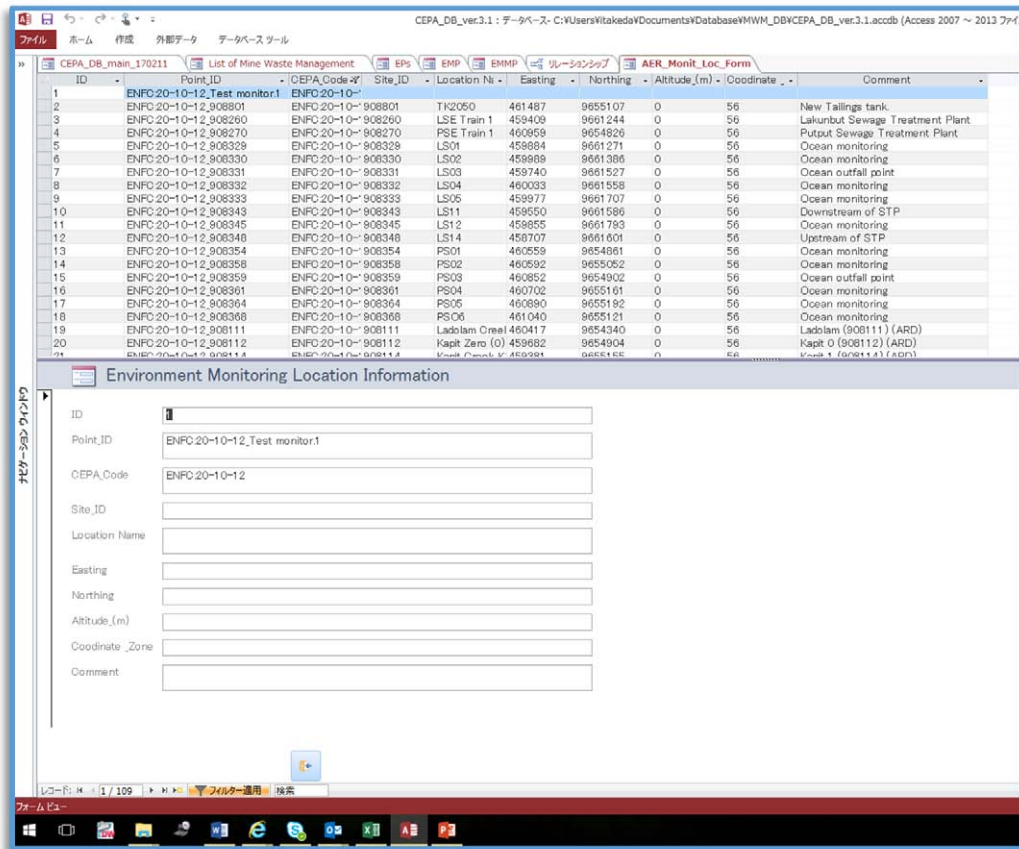 CEPA_DB_ver.3.1 : データベース- C:¥Users¥itakeda¥Documents¥Database¥MWM_DB¥CEPA_DB_ver.3.1.accdb (Access 2007 ～ 2013 ファイ
ファイル ホーム 作成 外部データ データベース ツール
» CEPA_DB_main_170211 List of Mine Waste Management EPs EMP EMMP リレーションシップ AER_Monit_Loc_Form
ID Point_ID CEPA_Code Site_ID Location Na Easting Northing Altitude_(m) Coodinate _ Comment
1 ENFC:20-10-12_Test monitor.1 ENFC:20-10-
2 ENFC:20-10-12_908801 ENFC:20-10- 908801 TK2050 461487 9655107 0 56 New Tailings tank.
3 ENFC:20-10-12_908260 ENFC:20-10- 908260 LSE Train 1 459409 9661244 0 56 Lakunbut Sewage Treatment Plant
4 ENFC:20-10-12_908270 ENFC:20-10- 908270 PSE Train 1 460959 9654826 0 56 Putput Sewage Treatment Plant
5 ENFC:20-10-12_908329 ENFC:20-10- 908329 LS01 459884 9661271 0 56 Ocean monitoring
6 ENFC:20-10-12_908330 ENFC:20-10- 908330 LS02 459989 9661386 0 56 Ocean monitoring
7 ENFC:20-10-12_908331 ENFC:20-10- 908331 LS03 459740 9661527 0 56 Ocean outfall point
8 ENFC:20-10-12_908332 ENFC:20-10- 908332 LS04 460033 9661558 0 56 Ocean monitoring
9 ENFC:20-10-12_908333 ENFC:20-10- 908333 LS05 459977 9661707 0 56 Ocean monitoring
10 ENFC:20-10-12_908343 ENFC:20-10- 908343 LS11 459550 9661586 0 56 Downstream of STP
11 ENFC:20-10-12_908345 ENFC:20-10- 908345 LS12 459855 9661793 0 56 Ocean monitoring
12 ENFC:20-10-12_908348 ENFC:20-10- 908348 LS14 458707 9661601 0 56 Upstream of STP
13 ENFC:20-10-12_908354 ENFC:20-10- 908354 PS01 460559 9654861 0 56 Ocean monitoring
14 ENFC:20-10-12_908358 ENFC:20-10- 908358 PS02 460592 9655052 0 56 Ocean monitoring
15 ENFC:20-10-12_908359 ENFC:20-10- 908359 PS03 460852 9654902 0 56 Ocean outfall point
16 ENFC:20-10-12_908361 ENFC:20-10- 908361 PS04 460702 9655161 0 56 Ocean monitoring
17 ENFC:20-10-12_908364 ENFC:20-10- 908364 PS05 460890 9655192 0 56 Ocean monitoring
18 ENFC:20-10-12_908368 ENFC:20-10- 908368 PSO6 461040 9655121 0 56 Ocean monitoring
19 ENFC:20-10-12_908111 ENFC:20-10- 908111 Ladolam Creel 460417 9654340 0 56 Ladolam (908111) (ARD)
20 ENFC:20-10-12_908112 ENFC:20-10- 908112 Kapit Zero (0) 459682 9654904 0 56 Kapit 0 (908112) (ARD)
21 ENFC:20-10-12_908114 ENFC:20-10- 908114 Kapit Creek K 459381 9655155 0 56 Kapit 1 (908114) (ARD)
Environment Monitoring Location Information
ナビゲーション ウィンドウ
ID 1
Point_ID ENFC:20-10-12_Test monitor.1
CEPA_Code ENFC:20-10-12
Site_ID
Location Name
Easting
Northing
Altitude_(m)
Coodinate _Zone
Comment
レコード: 1 / 109 フィルター適用 検索
フォーム ビュー